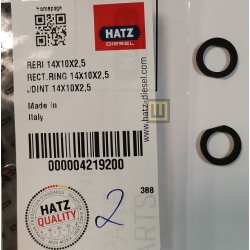 Homepage
HATZ
DIESEL
RERI 14X10X2,5
RECT.RING 14X10X2,5
JOINT 14X10X2,5
Made in
Italy
www.hatz-diesel.com
000004219200
388
HATZ
QUALITY
2
PARTS